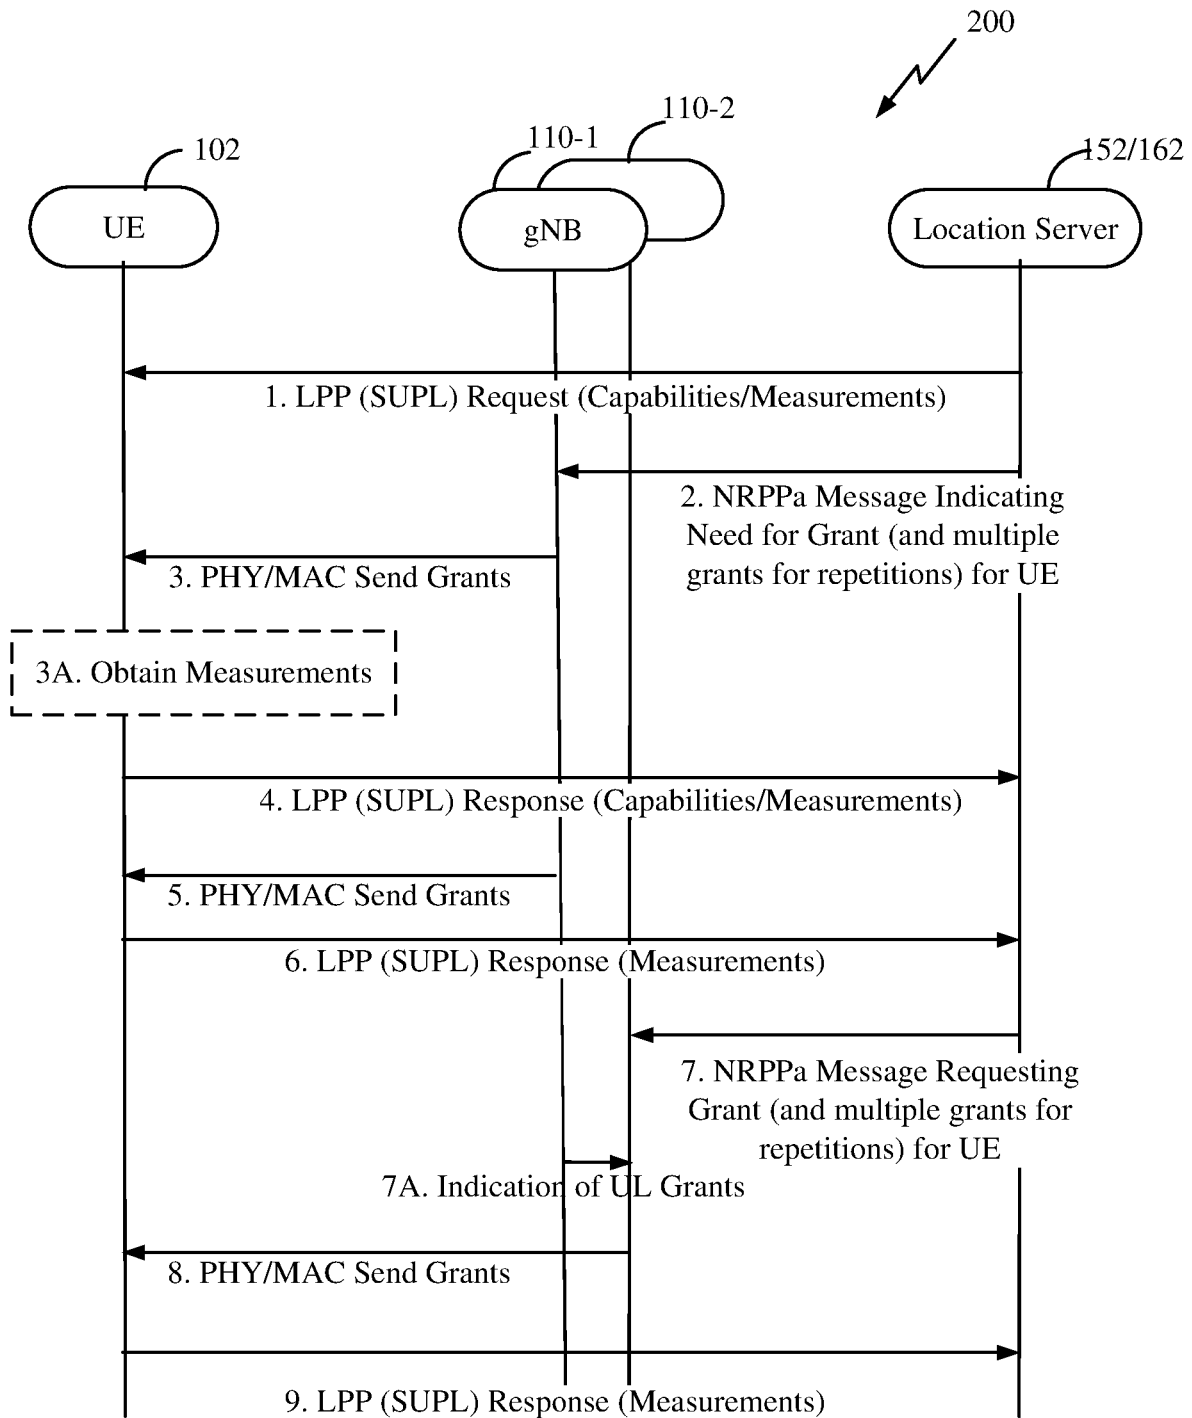 200
110-2
110-1
102
152/162
UE
gNB
Location Server
1. LPP (SUPL) Request (Capabilities/Measurements)
2. NRPPa Message Indicating
Need for Grant (and multiple
grants for repetitions) for UE
3. PHY/MAC Send Grants
3A. Obtain Measurements
4. LPP (SUPL) Response (Capabilities/Measurements)
5. PHY/MAC Send Grants
6. LPP (SUPL) Response (Measurements)
7. NRPPa Message Requesting
Grant (and multiple grants for
repetitions) for UE
7A. Indication of UL Grants
8. PHY/MAC Send Grants
9. LPP (SUPL) Response (Measurements)